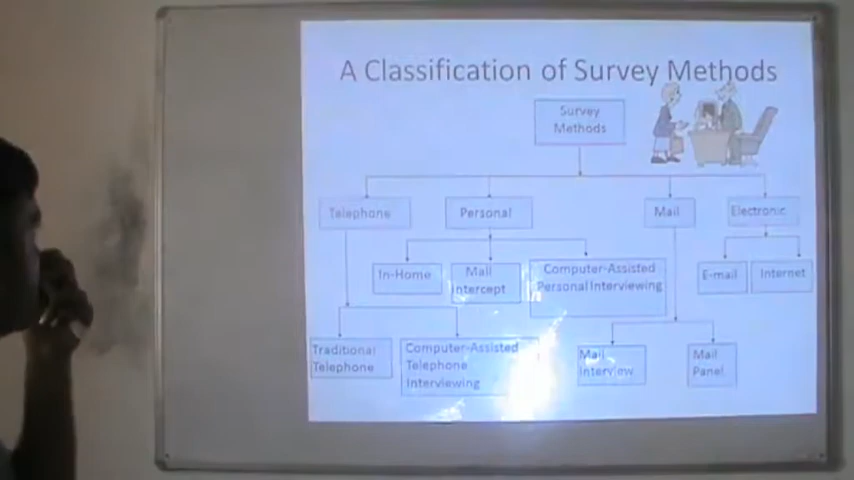 A Classification of Survey Methods
Survey
Methods
Telephone
Personal
Mail
Electronic
In-Home
Mall
Intercept
Computer-Assisted
Personal Interviewing
E-mail
Internet
Traditional
Telephone
Computer-Assisted
Telephone
Interviewing
Mail
Interview
Mail
Panel